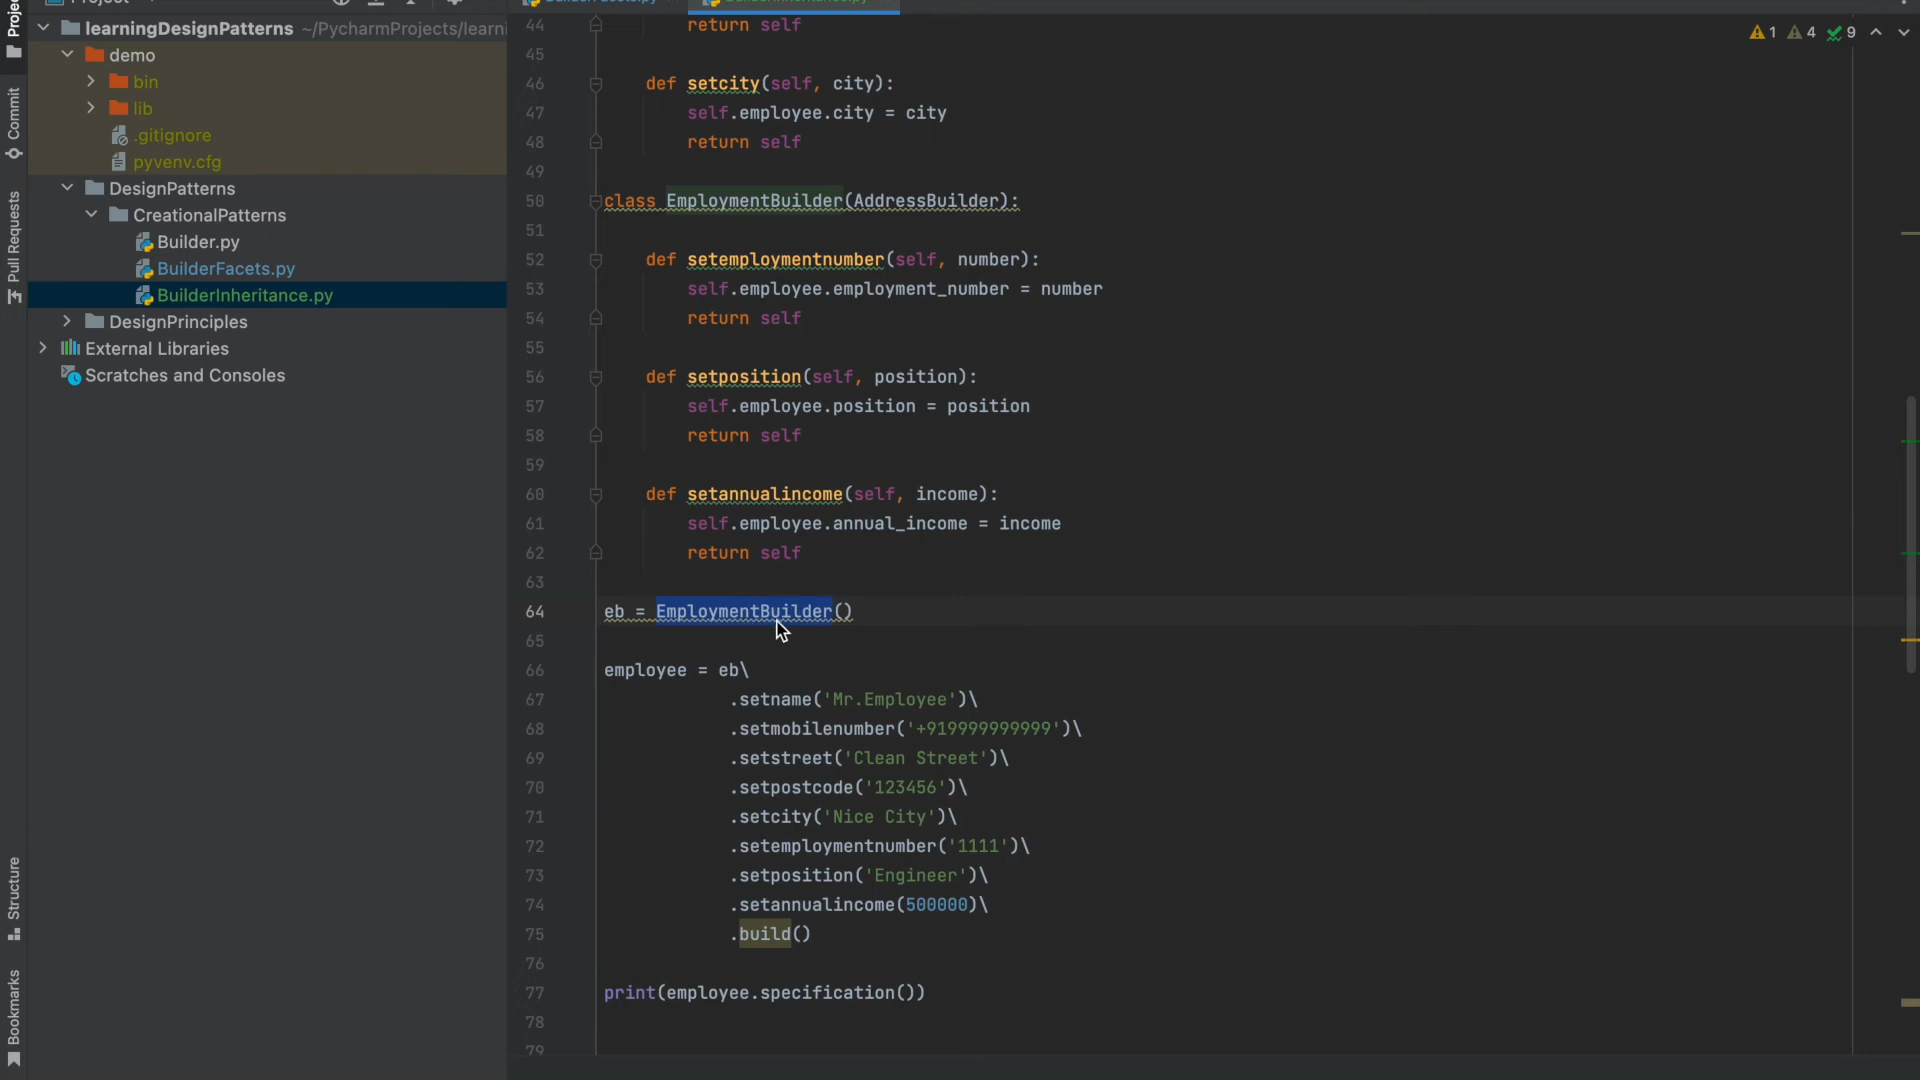 Project
learningDesignPatterns ~/PycharmProjects/learni
demo
bin
lib
.gitignore
pyvenv.cfg
DesignPatterns
CreationalPatterns
Builder.py
BuilderFacets.py
BuilderInheritance.py
DesignPrinciples
External Libraries
Scratches and Consoles
Commit
Pull Requests
Structure
Bookmarks
1 4 9
44 return self
45
46 def setcity(self, city):
47 self.employee.city = city
48 return self
49
50 class EmploymentBuilder(AddressBuilder):
51
52 def setemploymentnumber(self, number):
53 self.employee.employment_number = number
54 return self
55
56 def setposition(self, position):
57 self.employee.position = position
58 return self
59
60 def setannualincome(self, income):
61 self.employee.annual_income = income
62 return self
63
64 eb = EmploymentBuilder()
65
66 employee = eb\
67 .setname('Mr.Employee')\
68 .setmobilenumber('+919999999999')\
69 .setstreet('Clean Street')\
70 .setpostcode('123456')\
71 .setcity('Nice City')\
72 .setemploymentnumber('1111')\
73 .setposition('Engineer')\
74 .setannualincome(500000)\
75 .build()
76
77 print(employee.specification())
78
79